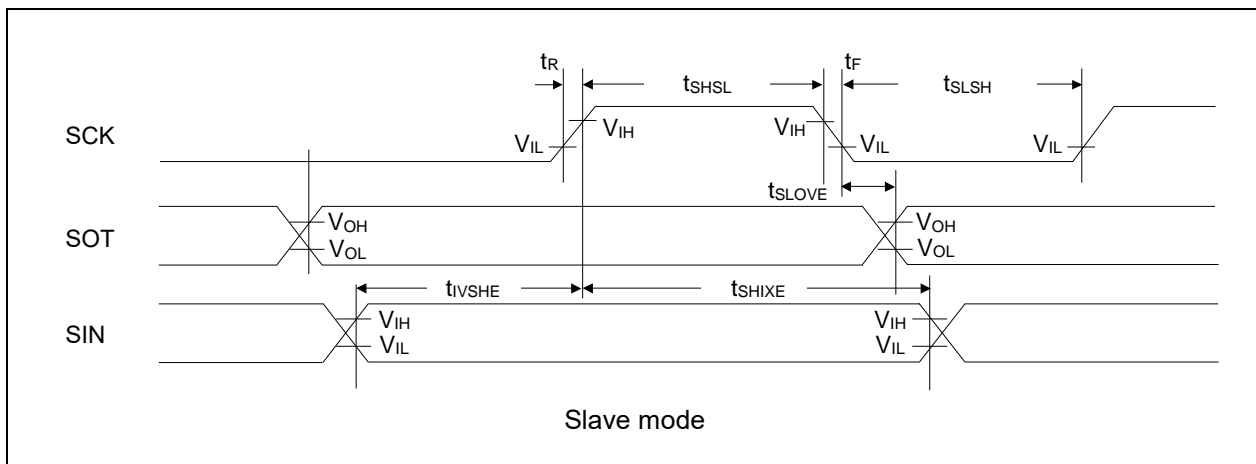 tR tSHSL tF tSLSH
SCK VIL VIH VIH VIL VIL
tSLOVE
SOT VOH VOL VOH VOL
tIVSHE tSHIXE
SIN VIH VIL VIH VIL
Slave mode